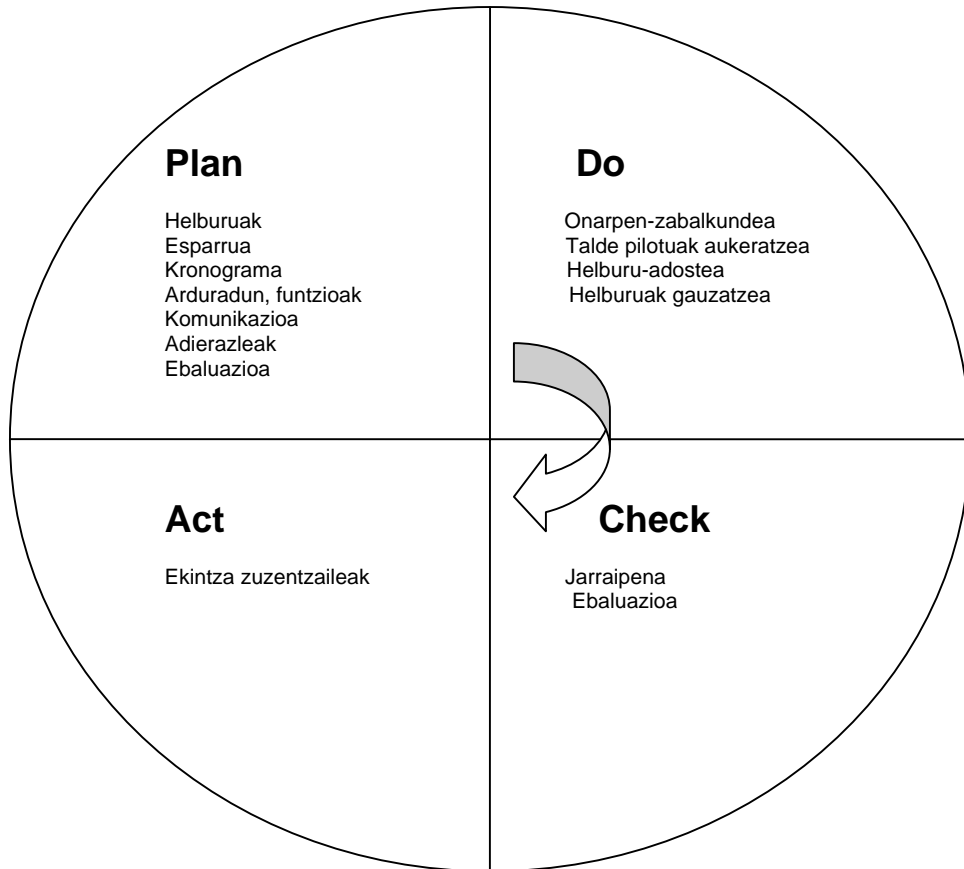 Plan
Helburuak
Esparrua
Kronograma
Arduradun, funtzioak
Komunikazioa
Adierazleak
Ebaluazioa
Do
Onarpen-zabalkundea
Talde pilotuak aukeratzea
Helburu-adostea
Helburuak gauzatzea
Act
Ekintza zuzentzaileak
Check
Jarraipena
Ebaluazioa